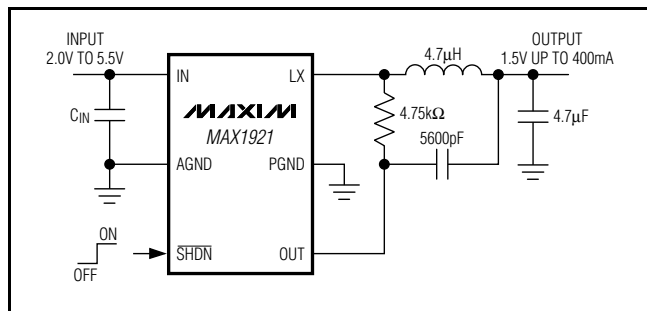 INPUT
2.0V TO 5.5V
4.7μH
OUTPUT
1.5V UP TO 400mA
IN
LX
CIN
MAXIM
MAX1921
4.75kΩ
5600pF
4.7μF
AGND
PGND
ON
OFF
SHDN
OUT